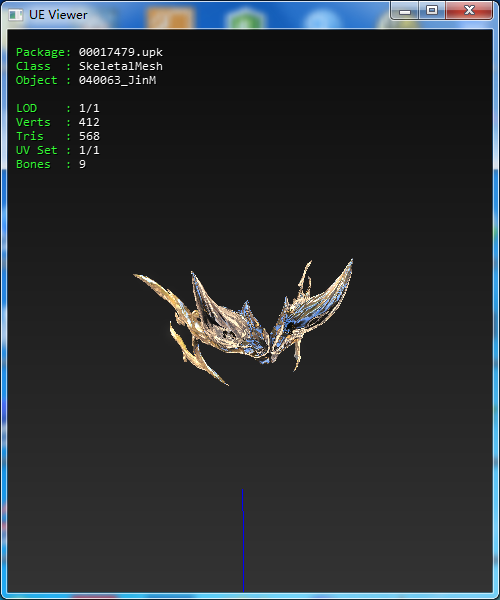 UE Viewer
Package: 00017479.upk
Class : SkeletalMesh
Object : 040063_JinM
LOD : 1/1
Verts : 412
Tris : 568
UV Set : 1/1
Bones : 9